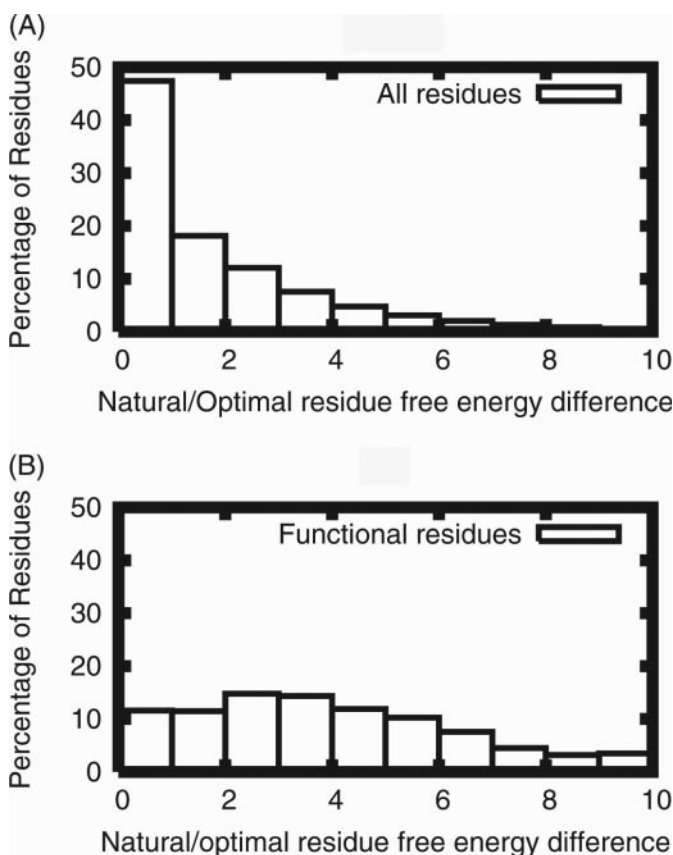 (A)
Percentage of Residues
50
40
30
20
10
0
All residues
0 2 4 6 8 10
Natural/Optimal residue free energy difference
(B)
Percentage of Residues
50
40
30
20
10
0
Functional residues
0 2 4 6 8 10
Natural/optimal residue free energy difference